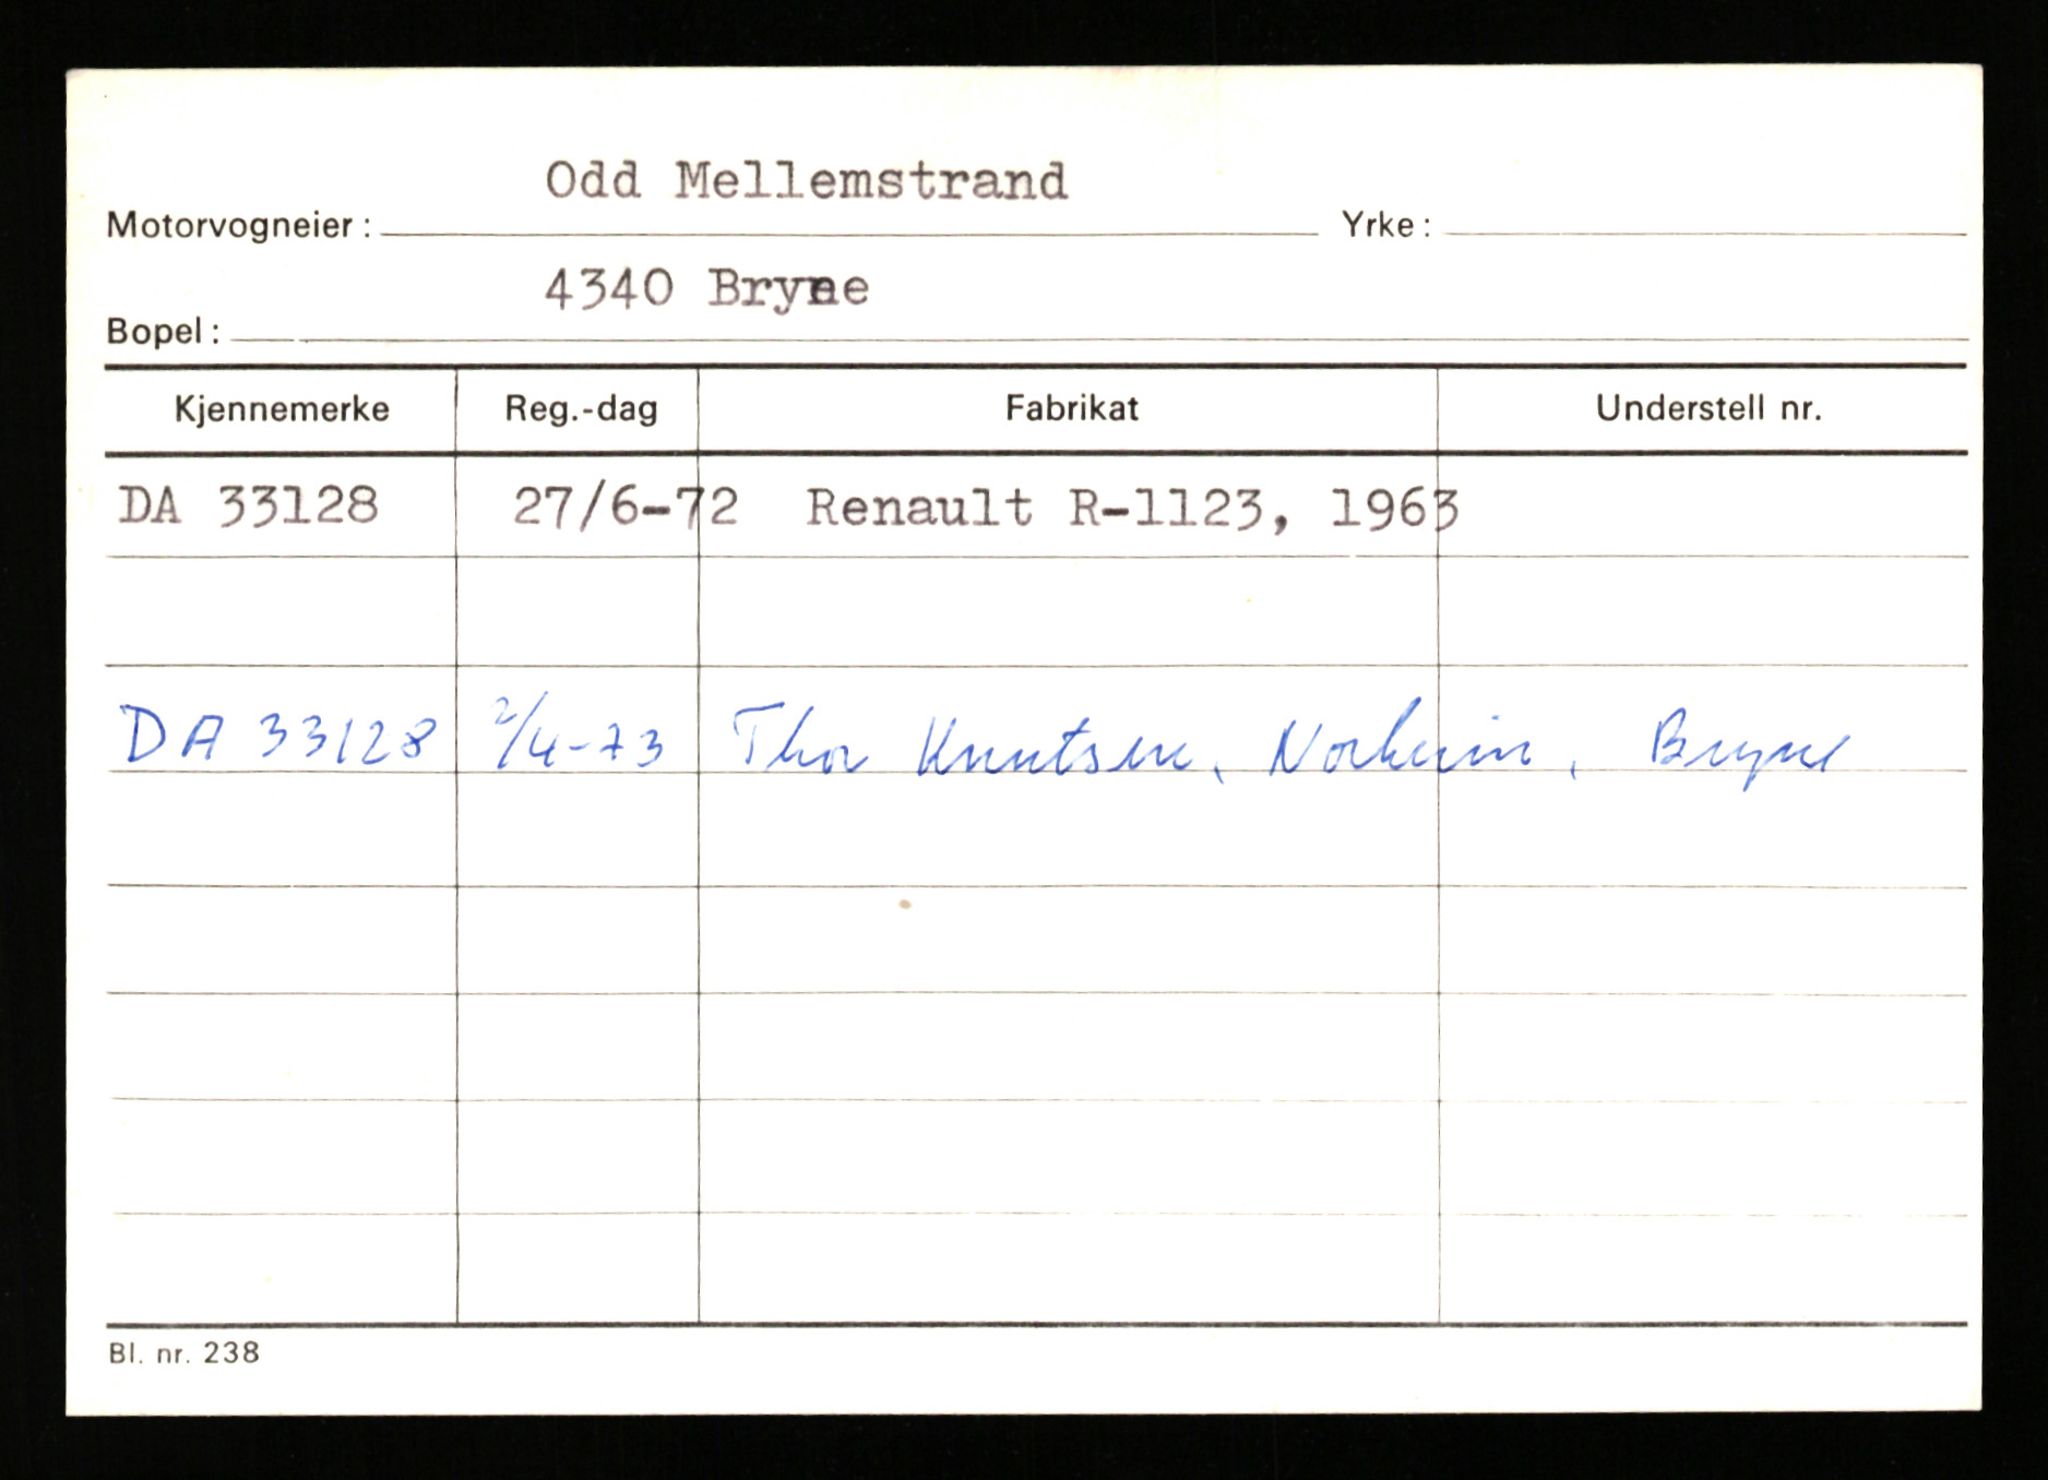 Odd Mellemstrand
Motorvogneier: Yrke:
4340 Bryne
Bopel:
Kjennemerke Reg.-dag Fabrikat Understell nr.
DA 33128 27/6-72 Renault R-1123, 1963
DA 33128 2/4-73 Thor Knutsen, Norheim, Bryne
Bl. nr. 238